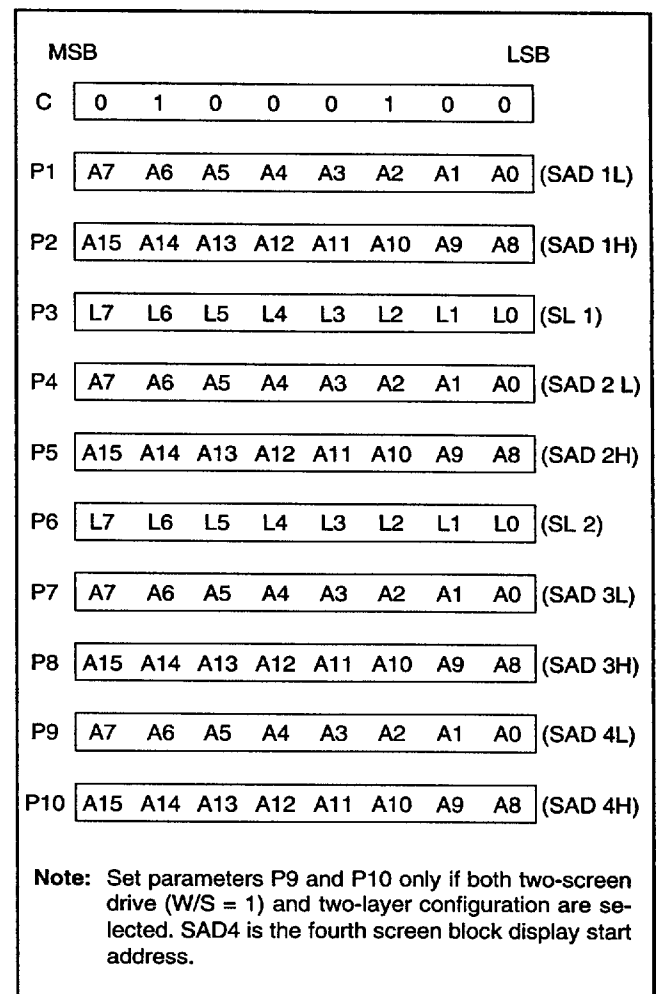 MSB LSB
C 0 1 0 0 0 1 0 0
P1 A7 A6 A5 A4 A3 A2 A1 A0 (SAD 1L)
P2 A15 A14 A13 A12 A11 A10 A9 A8 (SAD 1H)
P3 L7 L6 L5 L4 L3 L2 L1 L0 (SL 1)
P4 A7 A6 A5 A4 A3 A2 A1 A0 (SAD 2 L)
P5 A15 A14 A13 A12 A11 A10 A9 A8 (SAD 2H)
P6 L7 L6 L5 L4 L3 L2 L1 L0 (SL 2)
P7 A7 A6 A5 A4 A3 A2 A1 A0 (SAD 3L)
P8 A15 A14 A13 A12 A11 A10 A9 A8 (SAD 3H)
P9 A7 A6 A5 A4 A3 A2 A1 A0 (SAD 4L)
P10 A15 A14 A13 A12 A11 A10 A9 A8 (SAD 4H)
Note: Set parameters P9 and P10 only if both two-screen
drive (W/S = 1) and two-layer configuration are se-
lected. SAD4 is the fourth screen block display start
address.